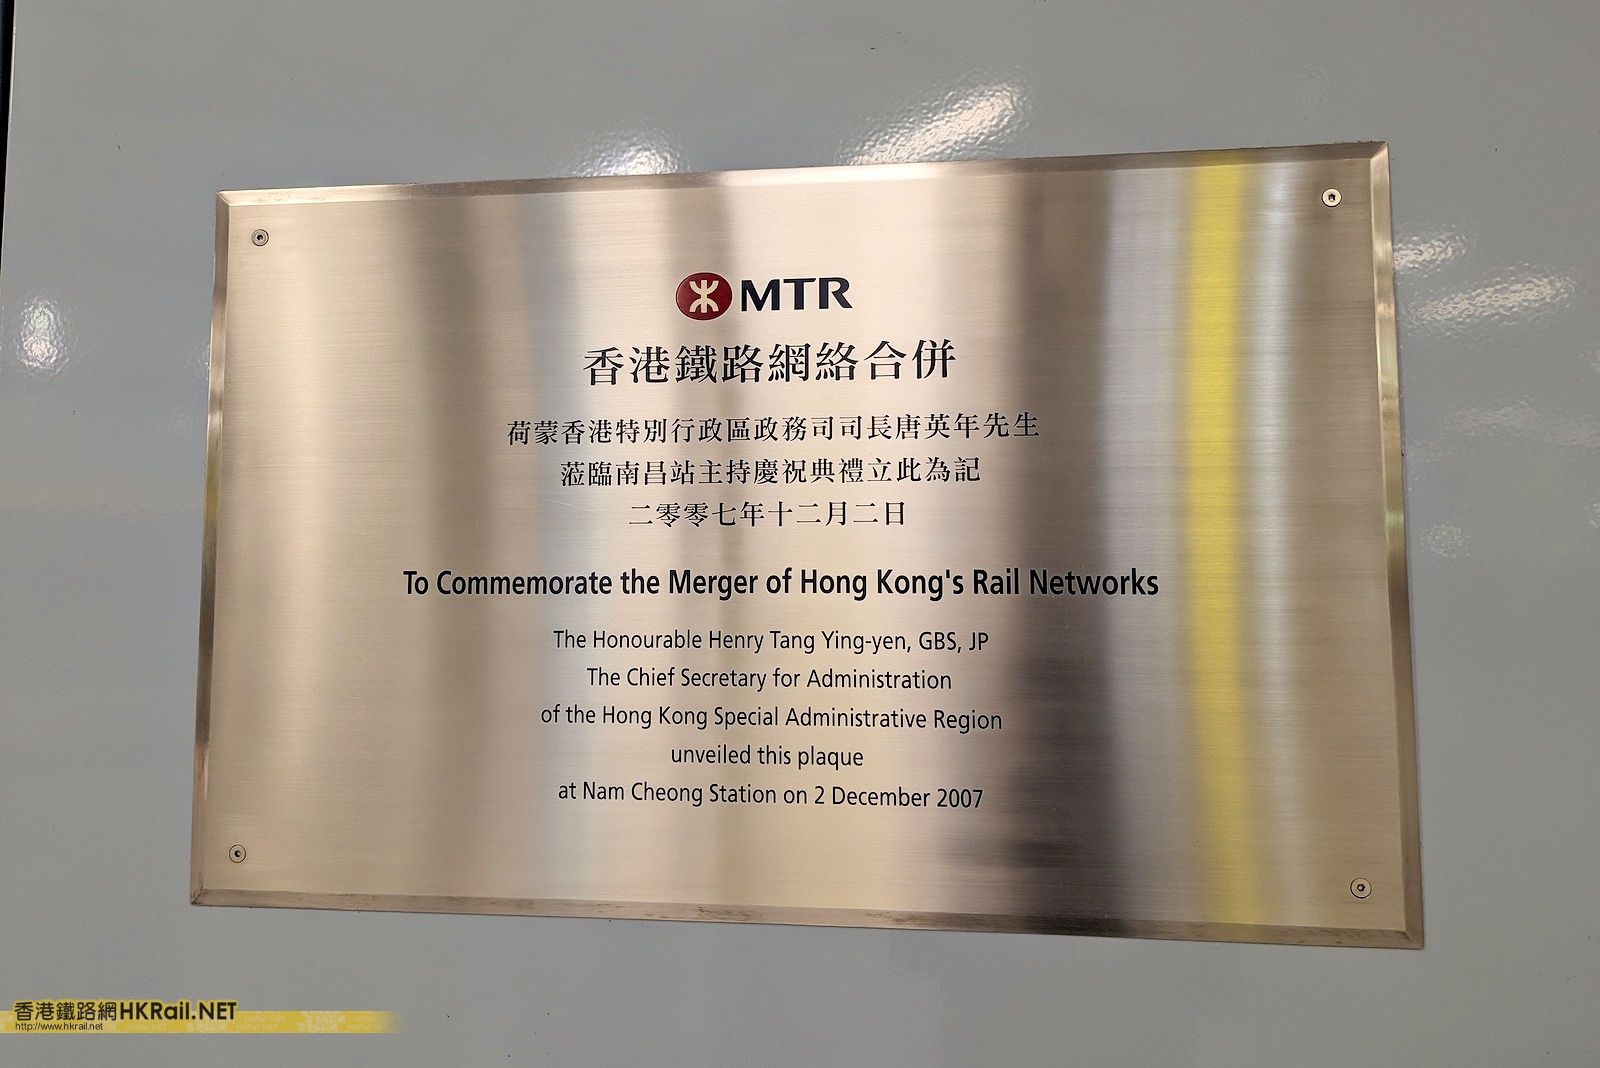 MTR
香港鐵路網絡合併
荷蒙香港特別行政區政務司司長唐英年先生
蒞臨南昌站主持慶祝典禮立此為記
二零零七年十二月二日
To Commemorate the Merger of Hong Kong's Rail Networks
The Honourable Henry Tang Ying-yen, GBS, JP
The Chief Secretary for Administration
of the Hong Kong Special Administrative Region
unveiled this plaque
at Nam Cheong Station on 2 December 2007
香港鐵路網HKRail.NET
http://www.hkrail.net